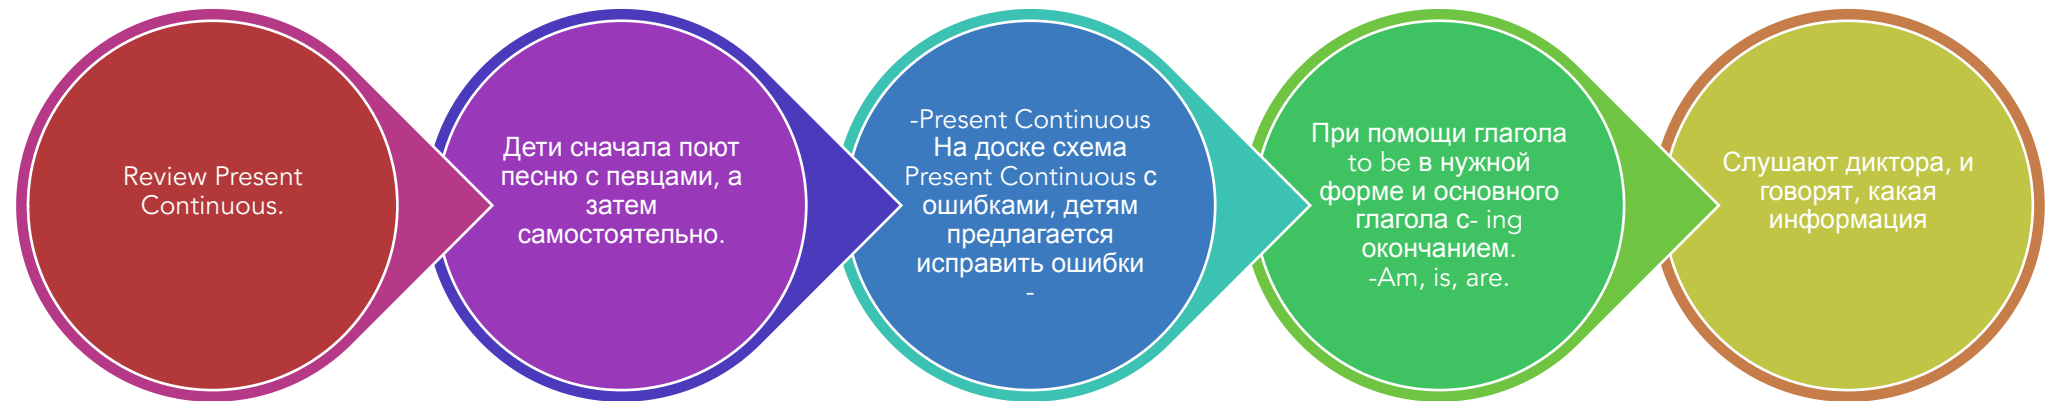 Review Present
Continuous.
Дети сначала поют
песню с певцами, а
затем
самостоятельно.
-Present Continuous
На доске схема
Present Continuous с
ошибками, детям
предлагается
исправить ошибки
-
При помощи глагола
to be в нужной
форме и основного
глагола с- ing
окончанием.
-Am, is, are.
Слушают диктора, и
говорят, какая
информация